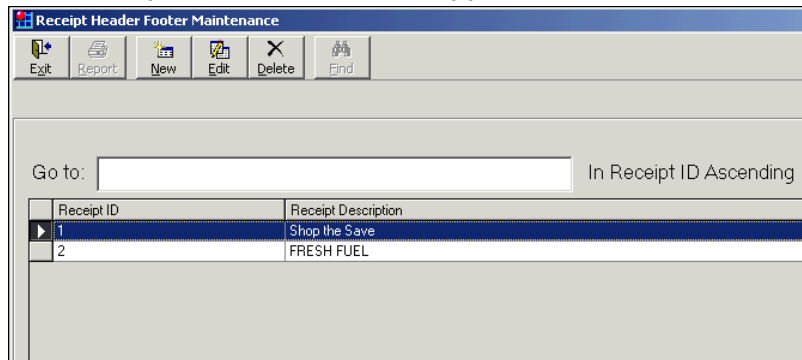 Receipt Header Footer Maintenance
Exit Report New Edit Delete Find
Go to: In Receipt ID Ascending
Receipt ID Receipt Description
1 Shop the Save
2 FRESH FUEL